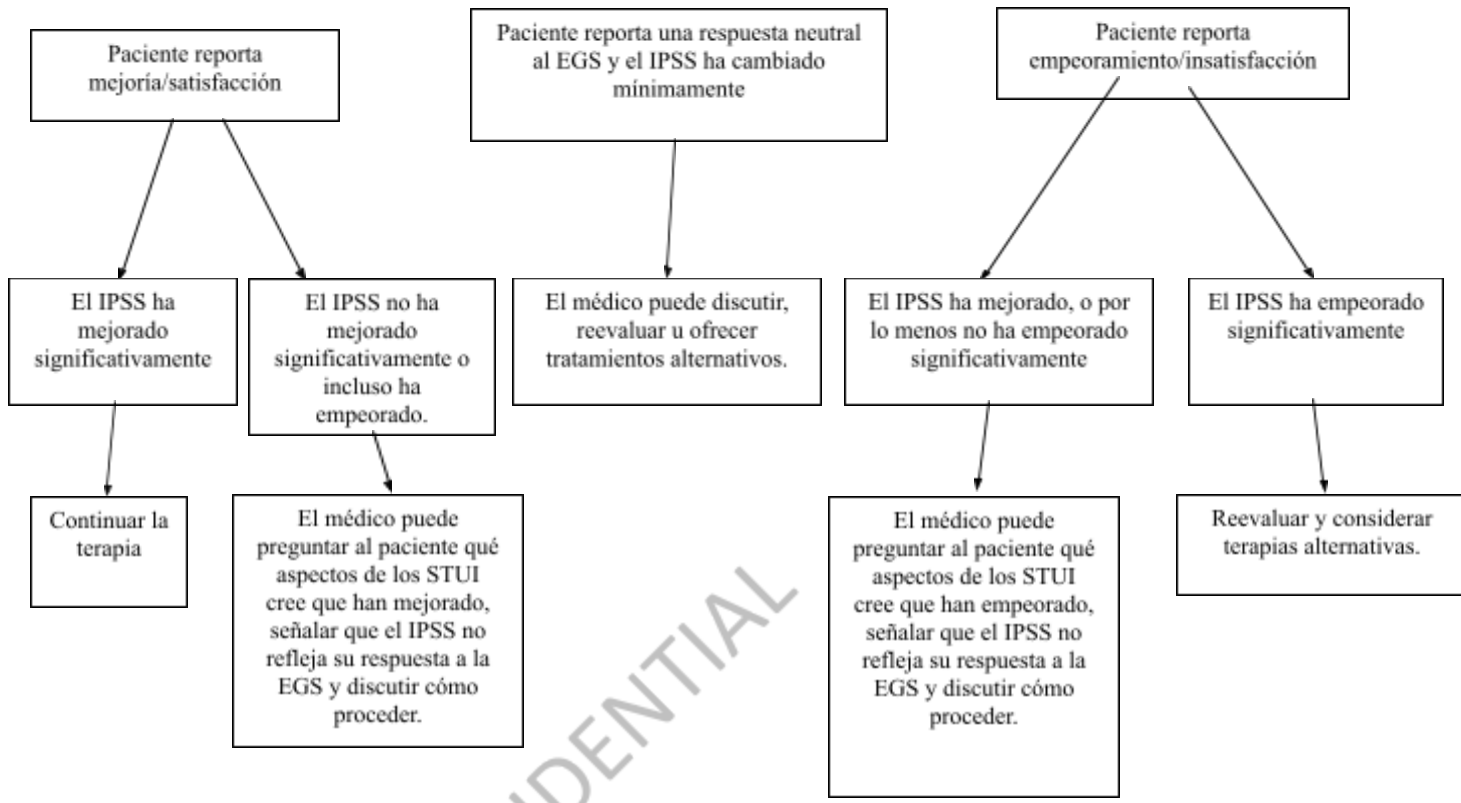 Paciente reporta
mejoría/satisfacción
Paciente reporta una respuesta neutral
al EGS y el IPSS ha cambiado
mínimamente
Paciente reporta
empeoramiento/insatisfacción
El IPSS ha
mejorado
significativamente
El IPSS no ha
mejorado
significativamente o
incluso ha
empeorado.
El médico puede discutir,
reevaluar u ofrecer
tratamientos alternativos.
El IPSS ha mejorado, o por
lo menos no ha empeorado
significativamente
El IPSS ha empeorado
significativamente
Continuar la
terapia
El médico puede
preguntar al paciente qué
aspectos de los STUI
cree que han mejorado,
señalar que el IPSS no
refleja su respuesta a la
EGS y discutir cómo
proceder.
El médico puede
preguntar al paciente qué
aspectos de los STUI
cree que han empeorado,
señalar que el IPSS no
refleja su respuesta a la
EGS y discutir cómo
proceder.
Reevaluar y considerar
terapias alternativas.
IDENTIAL